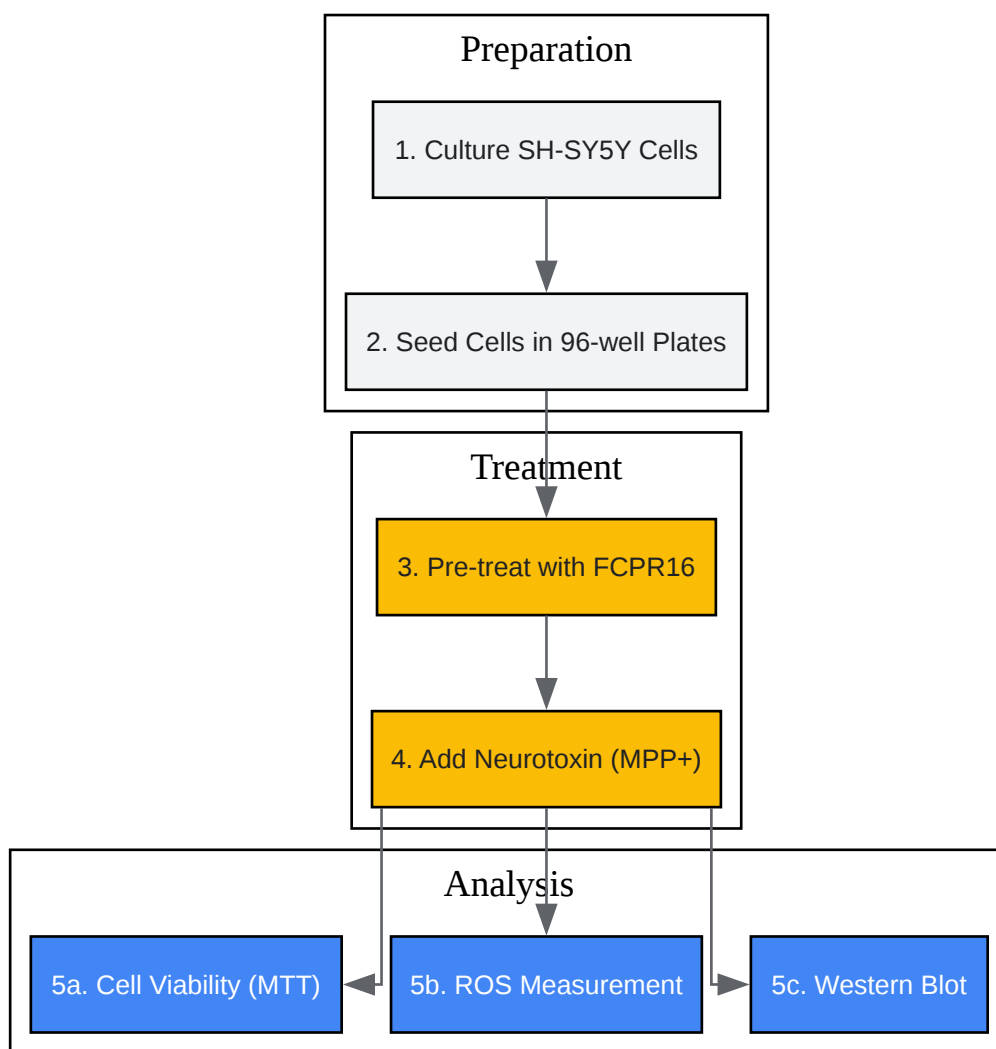 Preparation
1. Culture SH-SY5Y Cells
2. Seed Cells in 96-well Plates
Treatment
3. Pre-treat with FCPR16
4. Add Neurotoxin (MPP+)
Analysis
5a. Cell Viability (MTT)
5b. ROS Measurement
5c. Western Blot